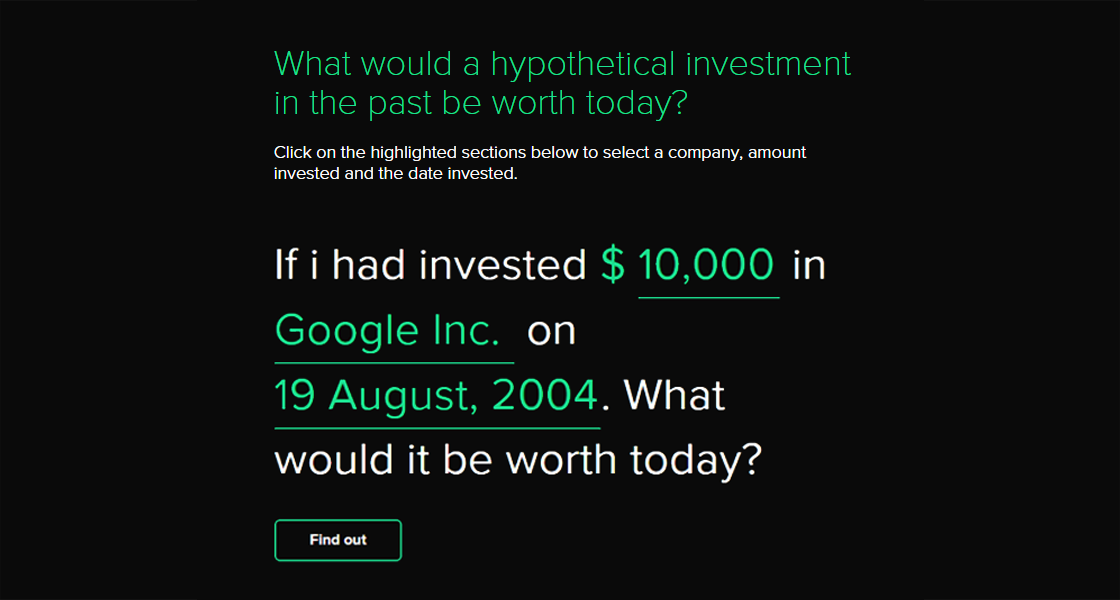 What would a hypothetical investment
in the past be worth today?
Click on the highlighted sections below to select a company, amount
invested and the date invested.
If i had invested $ 10,000 in
Google Inc. on
19 August, 2004. What
would it be worth today?
Find out